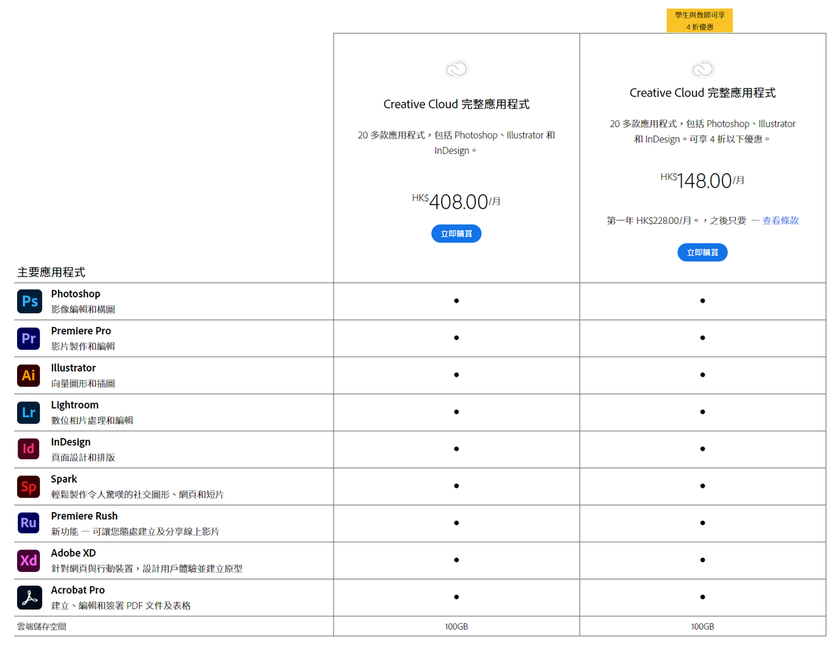 學生與教師可享
4 折優惠
Creative Cloud 完整應用程式
20 多款應用程式，包括 Photoshop、Illustrator 和
InDesign。
HK$408.00/月
立即購買
Creative Cloud 完整應用程式
20 多款應用程式，包括 Photoshop、Illustrator
和 InDesign。可享 4 折以下優惠。
HK$148.00/月
第一年 HK$228.00/月。，之後只要 — 查看條款
立即購買
主要應用程式
Ps
Photoshop
影像編輯和構圖
Pr
Premiere Pro
影片製作和編輯
Ai
Illustrator
向量圖形和插圖
Lr
Lightroom
數位相片處理和編輯
Id
InDesign
頁面設計和排版
Sp
Spark
輕鬆製作令人驚嘆的社交圖形、網頁和短片
Ru
Premiere Rush
新功能 — 可讓您隨處建立及分享線上影片
Xd
Adobe XD
針對網頁與行動裝置，設計用戶體驗並建立原型
Acrobat Pro
建立、編輯和簽署 PDF 文件及表格
雲端儲存空間
100GB
100GB